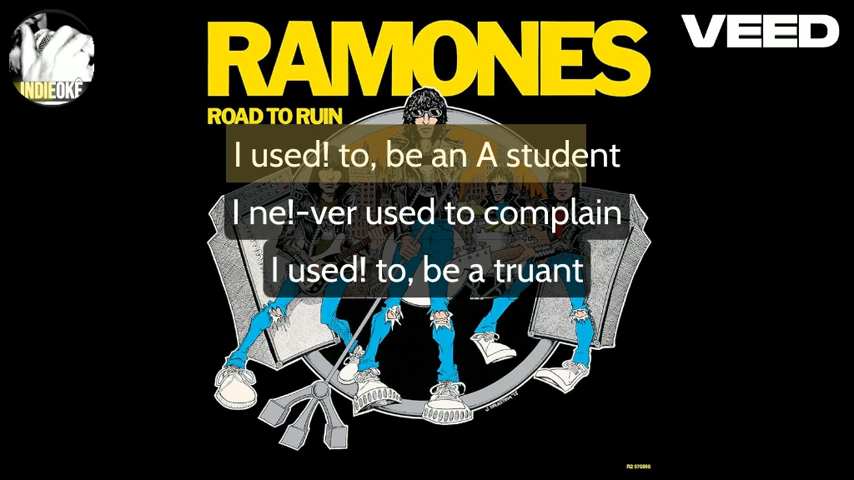 RAMONES
VEED
INDIEOKÊ
ROAD TO RUIN
I used! to, be an A student
I ne!-ver used to complain
I used! to, be a truant